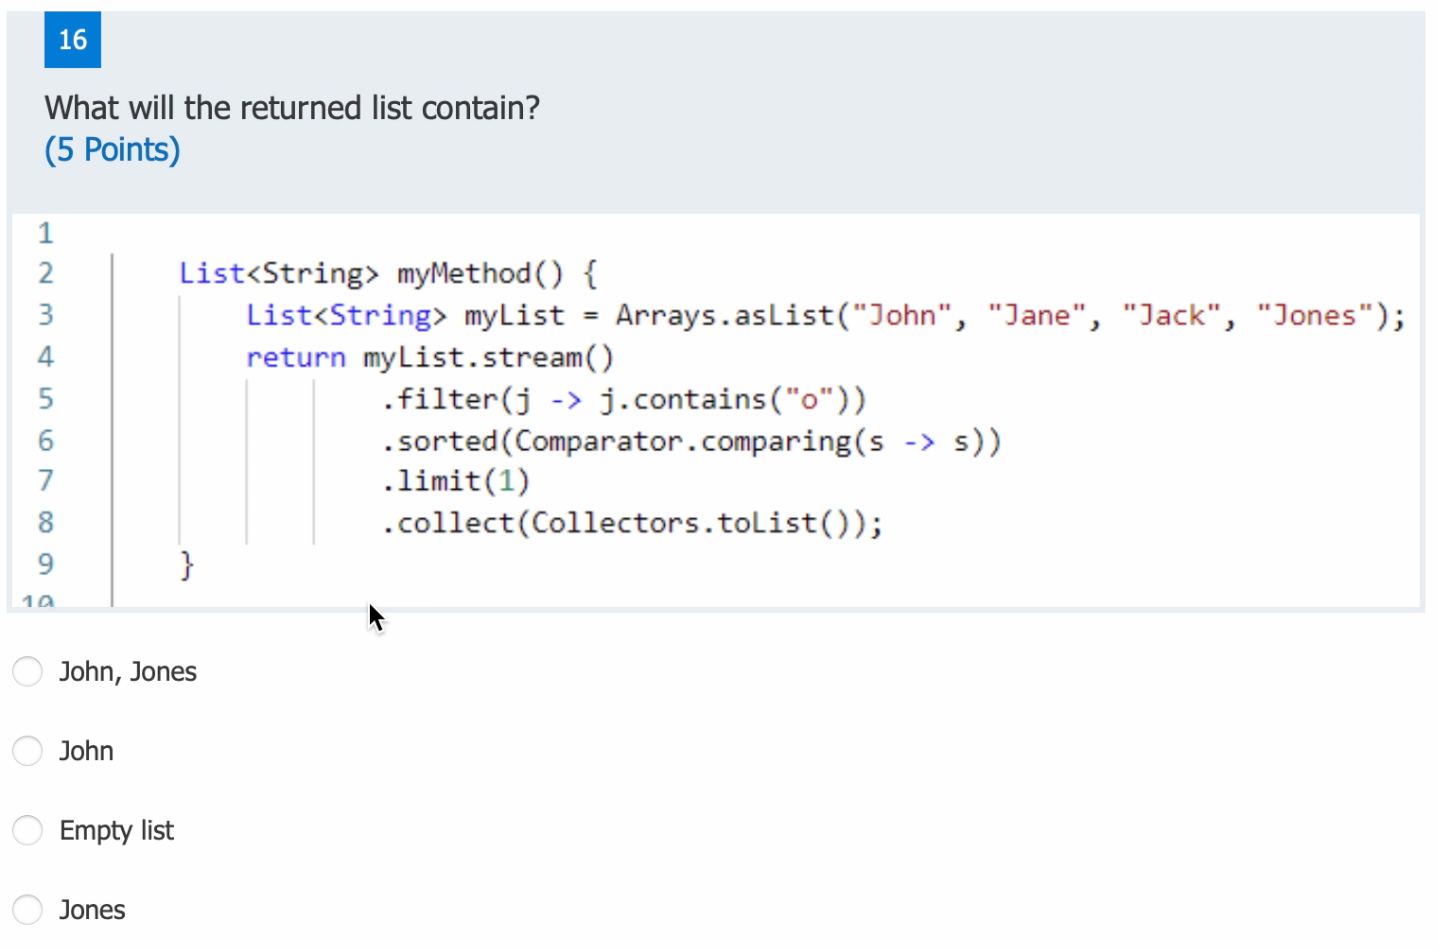 16
What will the returned list contain?
(5 Points)
1
2 List<String> myMethod() {
3 List<String> myList = Arrays.asList("John", "Jane", "Jack", "Jones");
4 return myList.stream()
5 .filter(j -> j.contains("o"))
6 .sorted(Comparator.comparing(s -> s))
7 .limit(1)
8 .collect(Collectors.toList());
9 }
10
John, Jones
John
Empty list
Jones